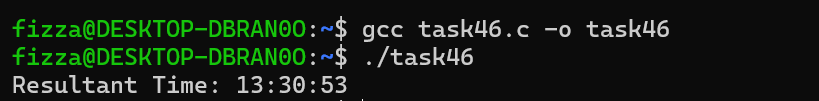 fizza@DESKTOP-DBRAN0O:~$ gcc task46.c -o task46
fizza@DESKTOP-DBRAN0O:~$ ./task46
Resultant Time: 13:30:53